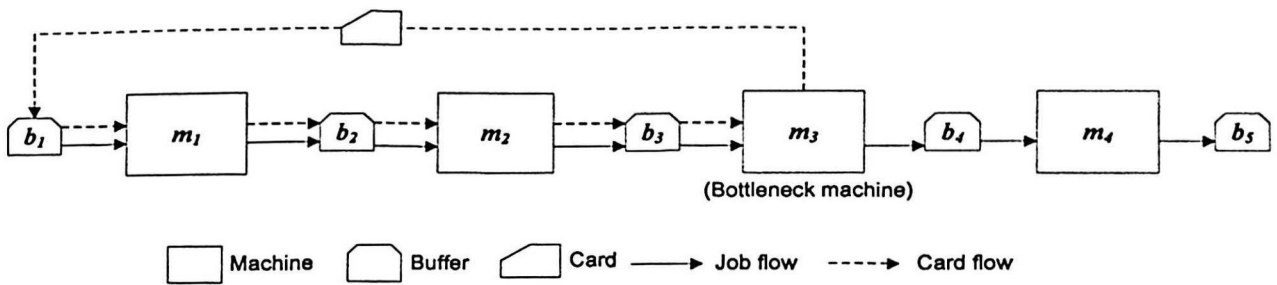 b₁ m₁ b₂ m₂ b₃ m₃ b₄ m₄ b₅
(Bottleneck machine)
Machine Buffer Card Job flow Card flow